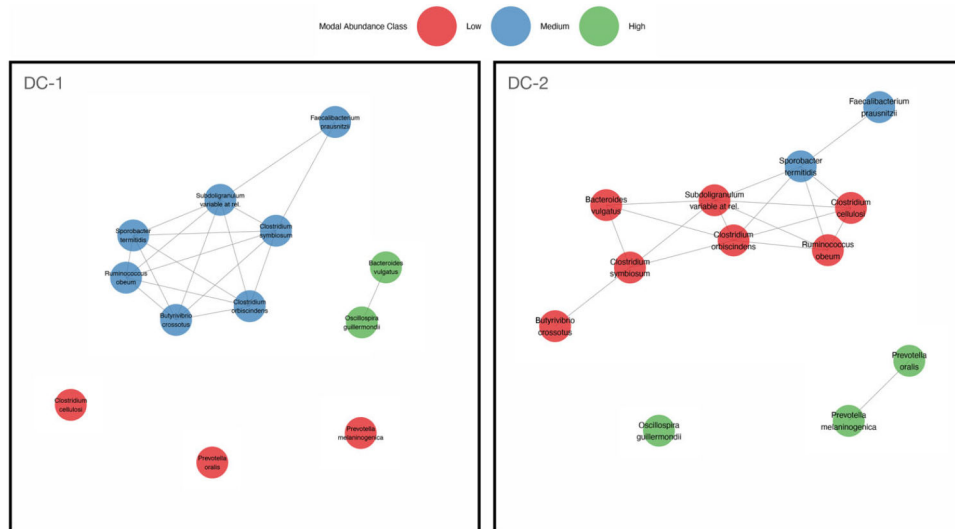 Modal Abundance Class Low Medium High
DC-1
Faecalibacterium
prausnitzii
Subdoligranulum
variable at rel.
Sporobacter
termitidis
Clostridium
symbiosum
Ruminococcus
obeum
Bacteroides
vulgatus
Clostridium
orbiscindens
Butyrivibrio
crossotus
Oscillospira
guillermondii
Clostridium
cellulosi
Prevotella
melaninogenica
Prevotella
oralis
DC-2
Faecalibacterium
prausnitzii
Sporobacter
termitidis
Bacteroides
vulgatus
Subdoligranulum
variable at rel.
Clostridium
cellulosi
Clostridium
orbiscindens
Ruminococcus
obeum
Clostridium
symbiosum
Butyrivibrio
crossotus
Prevotella
oralis
Prevotella
melaninogenica
Oscillospira
guillermondii